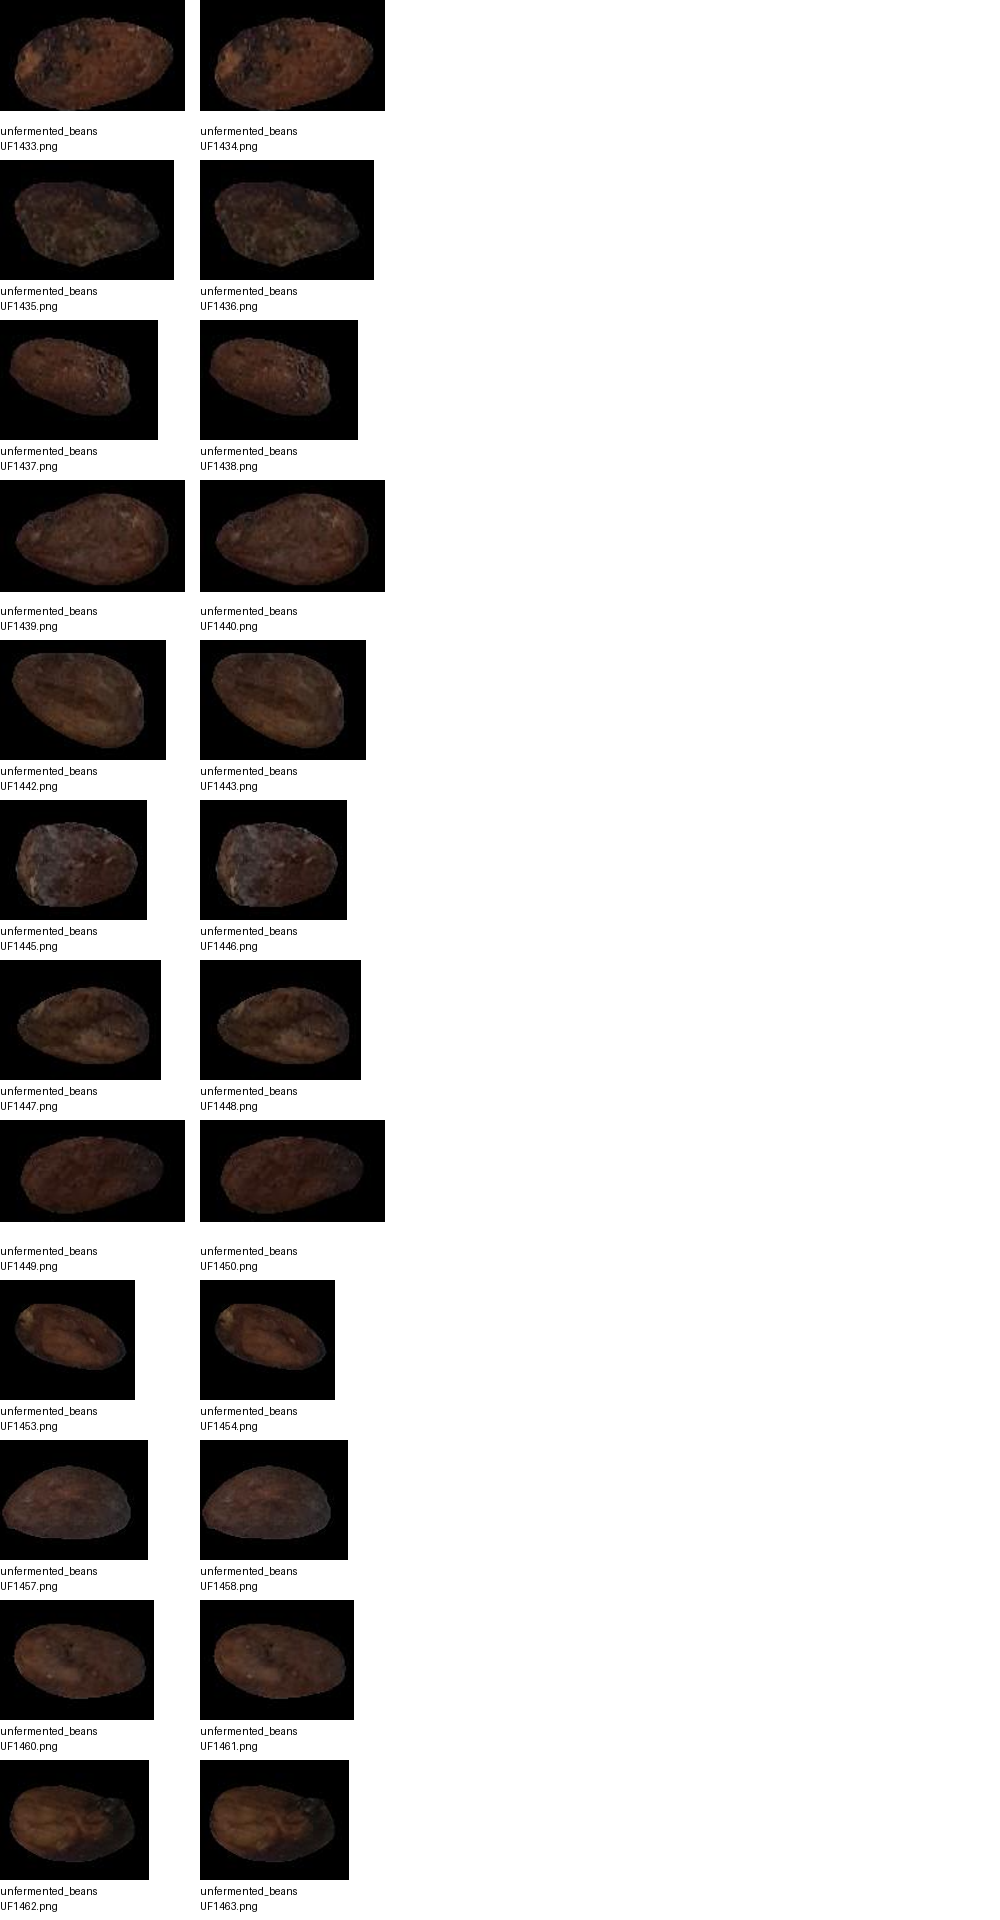 unfermented_beans unfermented_beans
UF1433.png UF1434.png
unfermented_beans unfermented_beans
UF1435.png UF1436.png
unfermented_beans unfermented_beans
UF1437.png UF1438.png
unfermented_beans unfermented_beans
UF1439.png UF1440.png
unfermented_beans unfermented_beans
UF1442.png UF1443.png
unfermented_beans unfermented_beans
UF1445.png UF1446.png
unfermented_beans unfermented_beans
UF1447.png UF1448.png
unfermented_beans unfermented_beans
UF1449.png UF1450.png
unfermented_beans unfermented_beans
UF1453.png UF1454.png
unfermented_beans unfermented_beans
UF1457.png UF1458.png
unfermented_beans unfermented_beans
UF1460.png UF1461.png
unfermented_beans unfermented_beans
UF1462.png UF1463.png